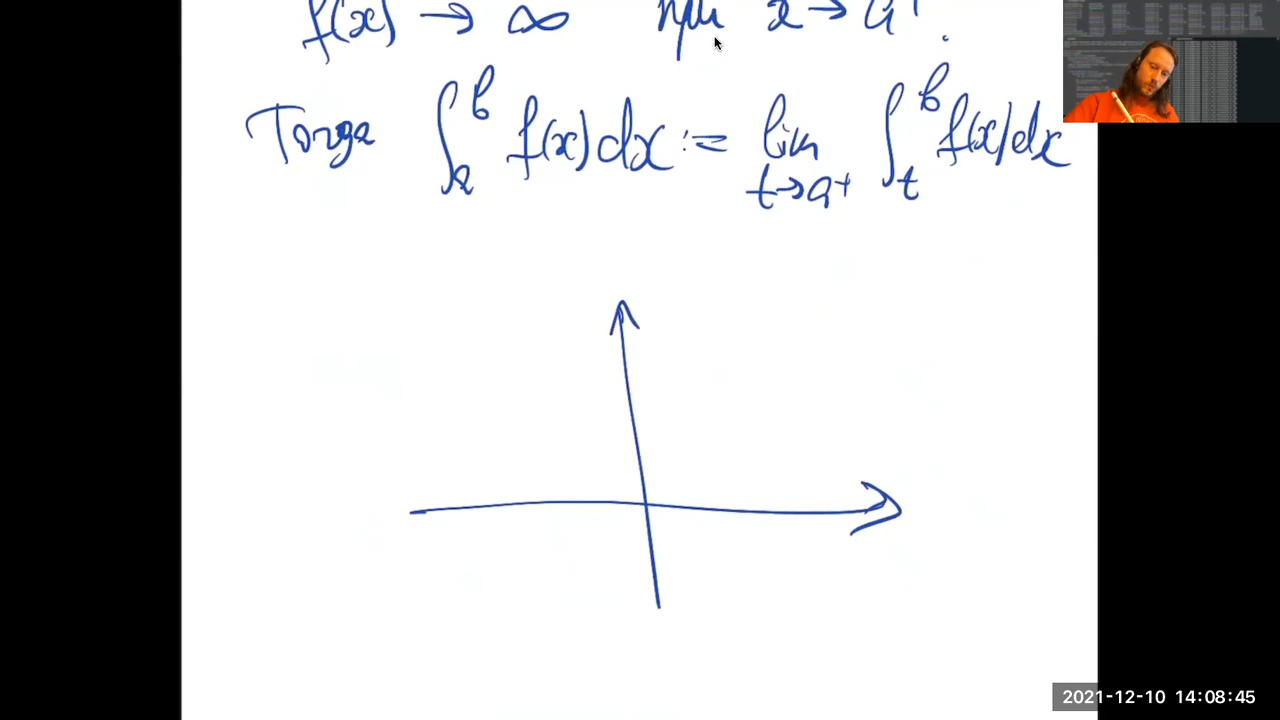 f(x) → ∞ при x → a⁺.
Тогда ∫ₐᵇ f(x)dx := lim_{t→a⁺} ∫ₜᵇ f(x)dx
2021-12-10 14:08:45